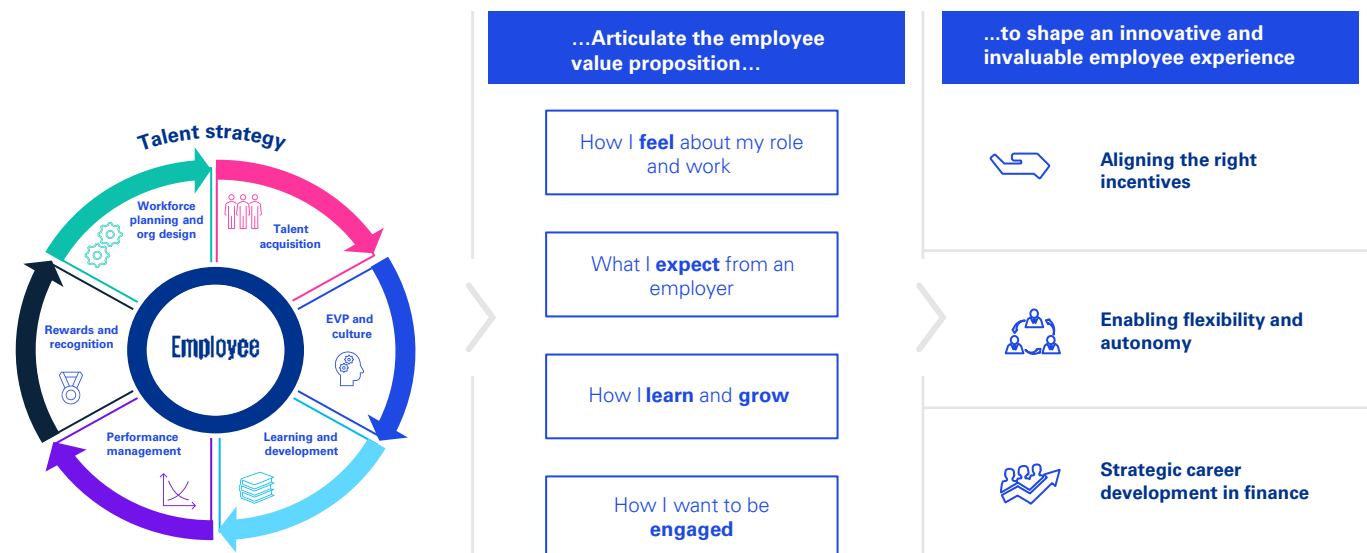 Talent strategy
Workforce
planning and
org design
Talent
acquisition
EVP and
culture
Learning and
development
Performance
management
Rewards and
recognition
Employee
...Articulate the employee
value proposition...
How I feel about my role
and work
What I expect from an
employer
How I learn and grow
How I want to be
engaged
...to shape an innovative and
invaluable employee experience
Aligning the right
incentives
Enabling flexibility and
autonomy
Strategic career
development in finance